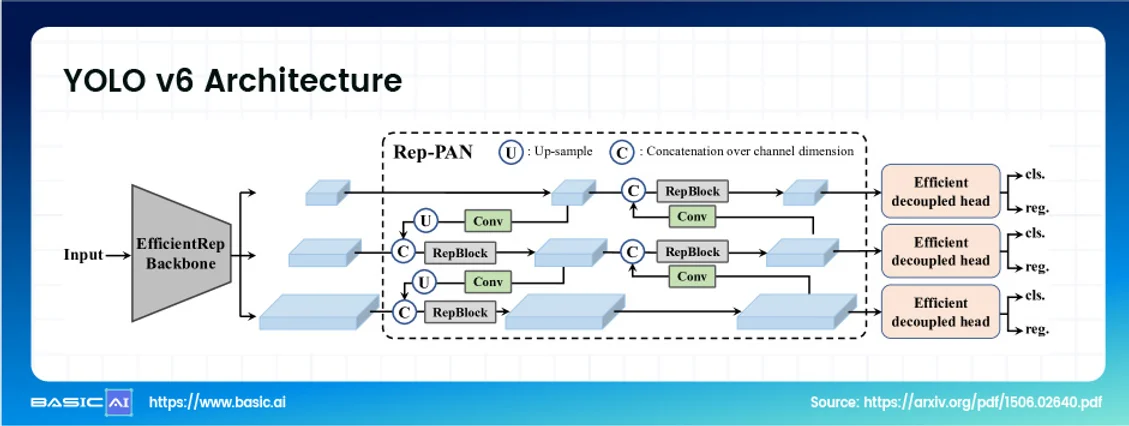 YOLO v6 Architecture
Rep-PAN
U : Up-sample
C : Concatenation over channel dimension
Input
EfficientRep
Backbone
C
RepBlock
Efficient
decoupled head
cls.
reg.
U
Conv
Conv
C
RepBlock
C
RepBlock
Efficient
decoupled head
cls.
reg.
U
Conv
Conv
C
RepBlock
Efficient
decoupled head
cls.
reg.
BASIC AI
https://www.basic.ai
Source: https://arxiv.org/pdf/1506.02640.pdf